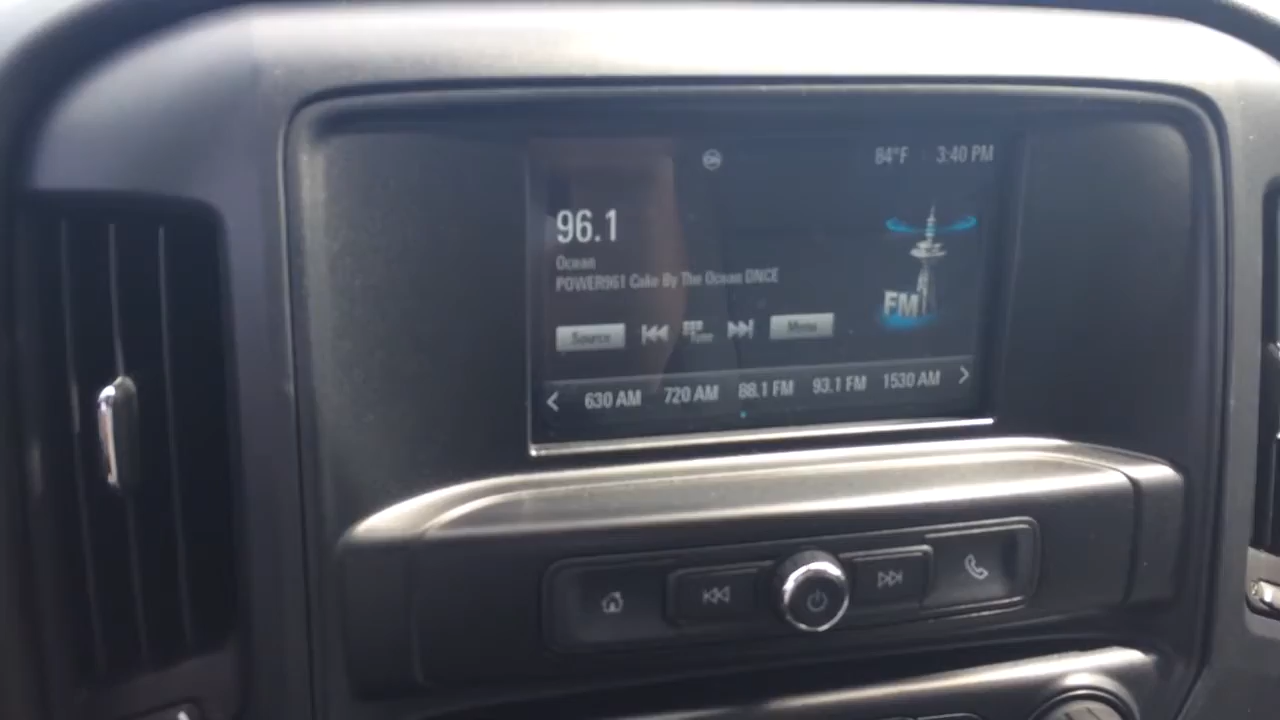 84°F 3:40 PM
96.1
Ocean
POWER961 Cake By The Ocean DNCE
FM
Source Tune Menu
630 AM 720 AM 88.1 FM 93.1 FM 1530 AM